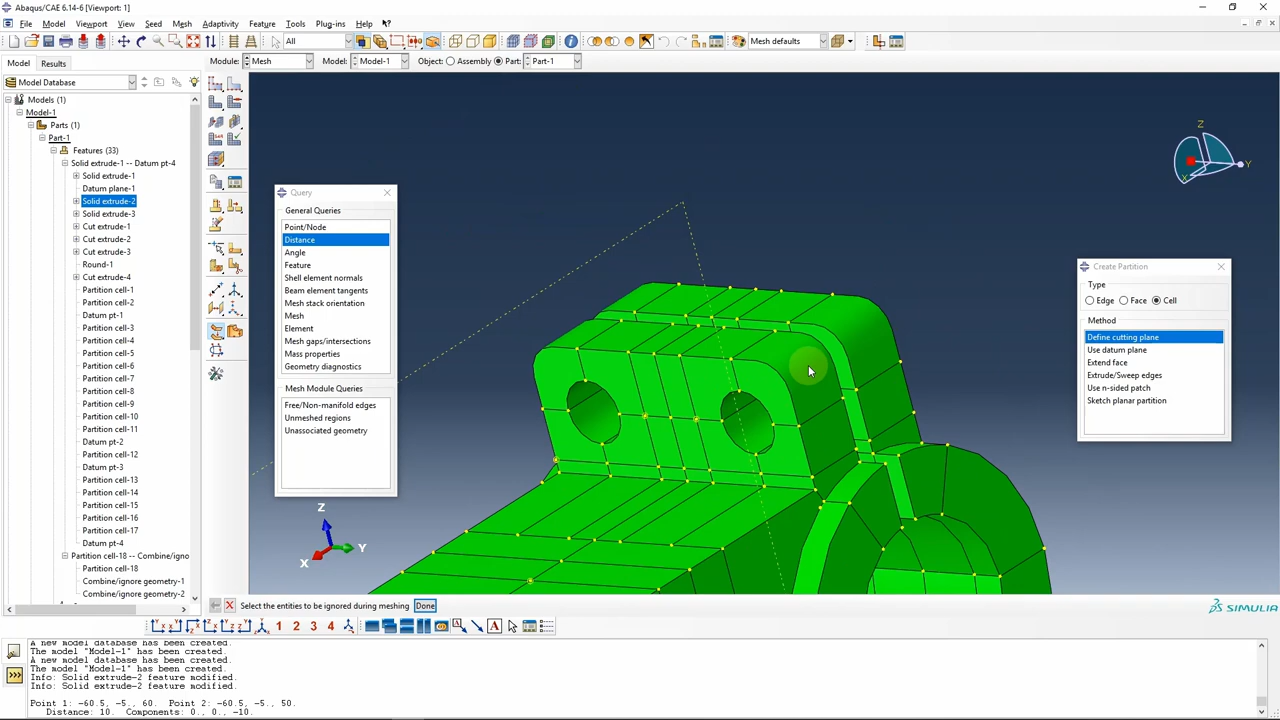 Abaqus/CAE 6.14-6 [Viewport: 1]
File Model Viewport View Seed Mesh Adaptivity Feature Tools Plug-ins Help
All
Mesh defaults
Model Results
Module: Mesh Model: Model-1 Object: Assembly Part: Part-1
Model Database
Models (1)
Model-1
Parts (1)
Part-1
Features (33)
Solid extrude-1 -- Datum pt-4
Solid extrude-1
Datum plane-1
Solid extrude-2
Solid extrude-3
Cut extrude-1
Cut extrude-2
Cut extrude-3
Round-1
Cut extrude-4
Partition cell-1
Partition cell-2
Datum pt-1
Partition cell-3
Partition cell-4
Partition cell-5
Partition cell-6
Partition cell-7
Partition cell-8
Partition cell-9
Partition cell-10
Partition cell-11
Datum pt-2
Partition cell-12
Datum pt-3
Partition cell-13
Partition cell-14
Partition cell-15
Partition cell-16
Partition cell-17
Datum pt-4
Partition cell-18 -- Combine/igno
Partition cell-18
Combine/ignore geometry-1
Combine/ignore geometry-2
Query
General Queries
Point/Node
Distance
Angle
Feature
Shell element normals
Beam element tangents
Mesh stack orientation
Mesh
Element
Mesh gaps/intersections
Mass properties
Geometry diagnostics
Mesh Module Queries
Free/Non-manifold edges
Unmeshed regions
Unassociated geometry
Z
Y
X
Z
Y
X
Create Partition
Type
Edge Face Cell
Method
Define cutting plane
Use datum plane
Extend face
Extrude/Sweep edges
Use n-sided patch
Sketch planar partition
Select the entities to be ignored during meshing Done
SIMULIA
1 2 3 4
A new model database has been created.
The model "Model-1" has been created.
A new model database has been created.
The model "Model-1" has been created.
Info: Solid extrude-2 feature modified.
Info: Solid extrude-2 feature modified.
Point 1: -60.5, -5., 60. Point 2: -60.5, -5., 50.
Distance: 10. Components: 0., 0., -10.